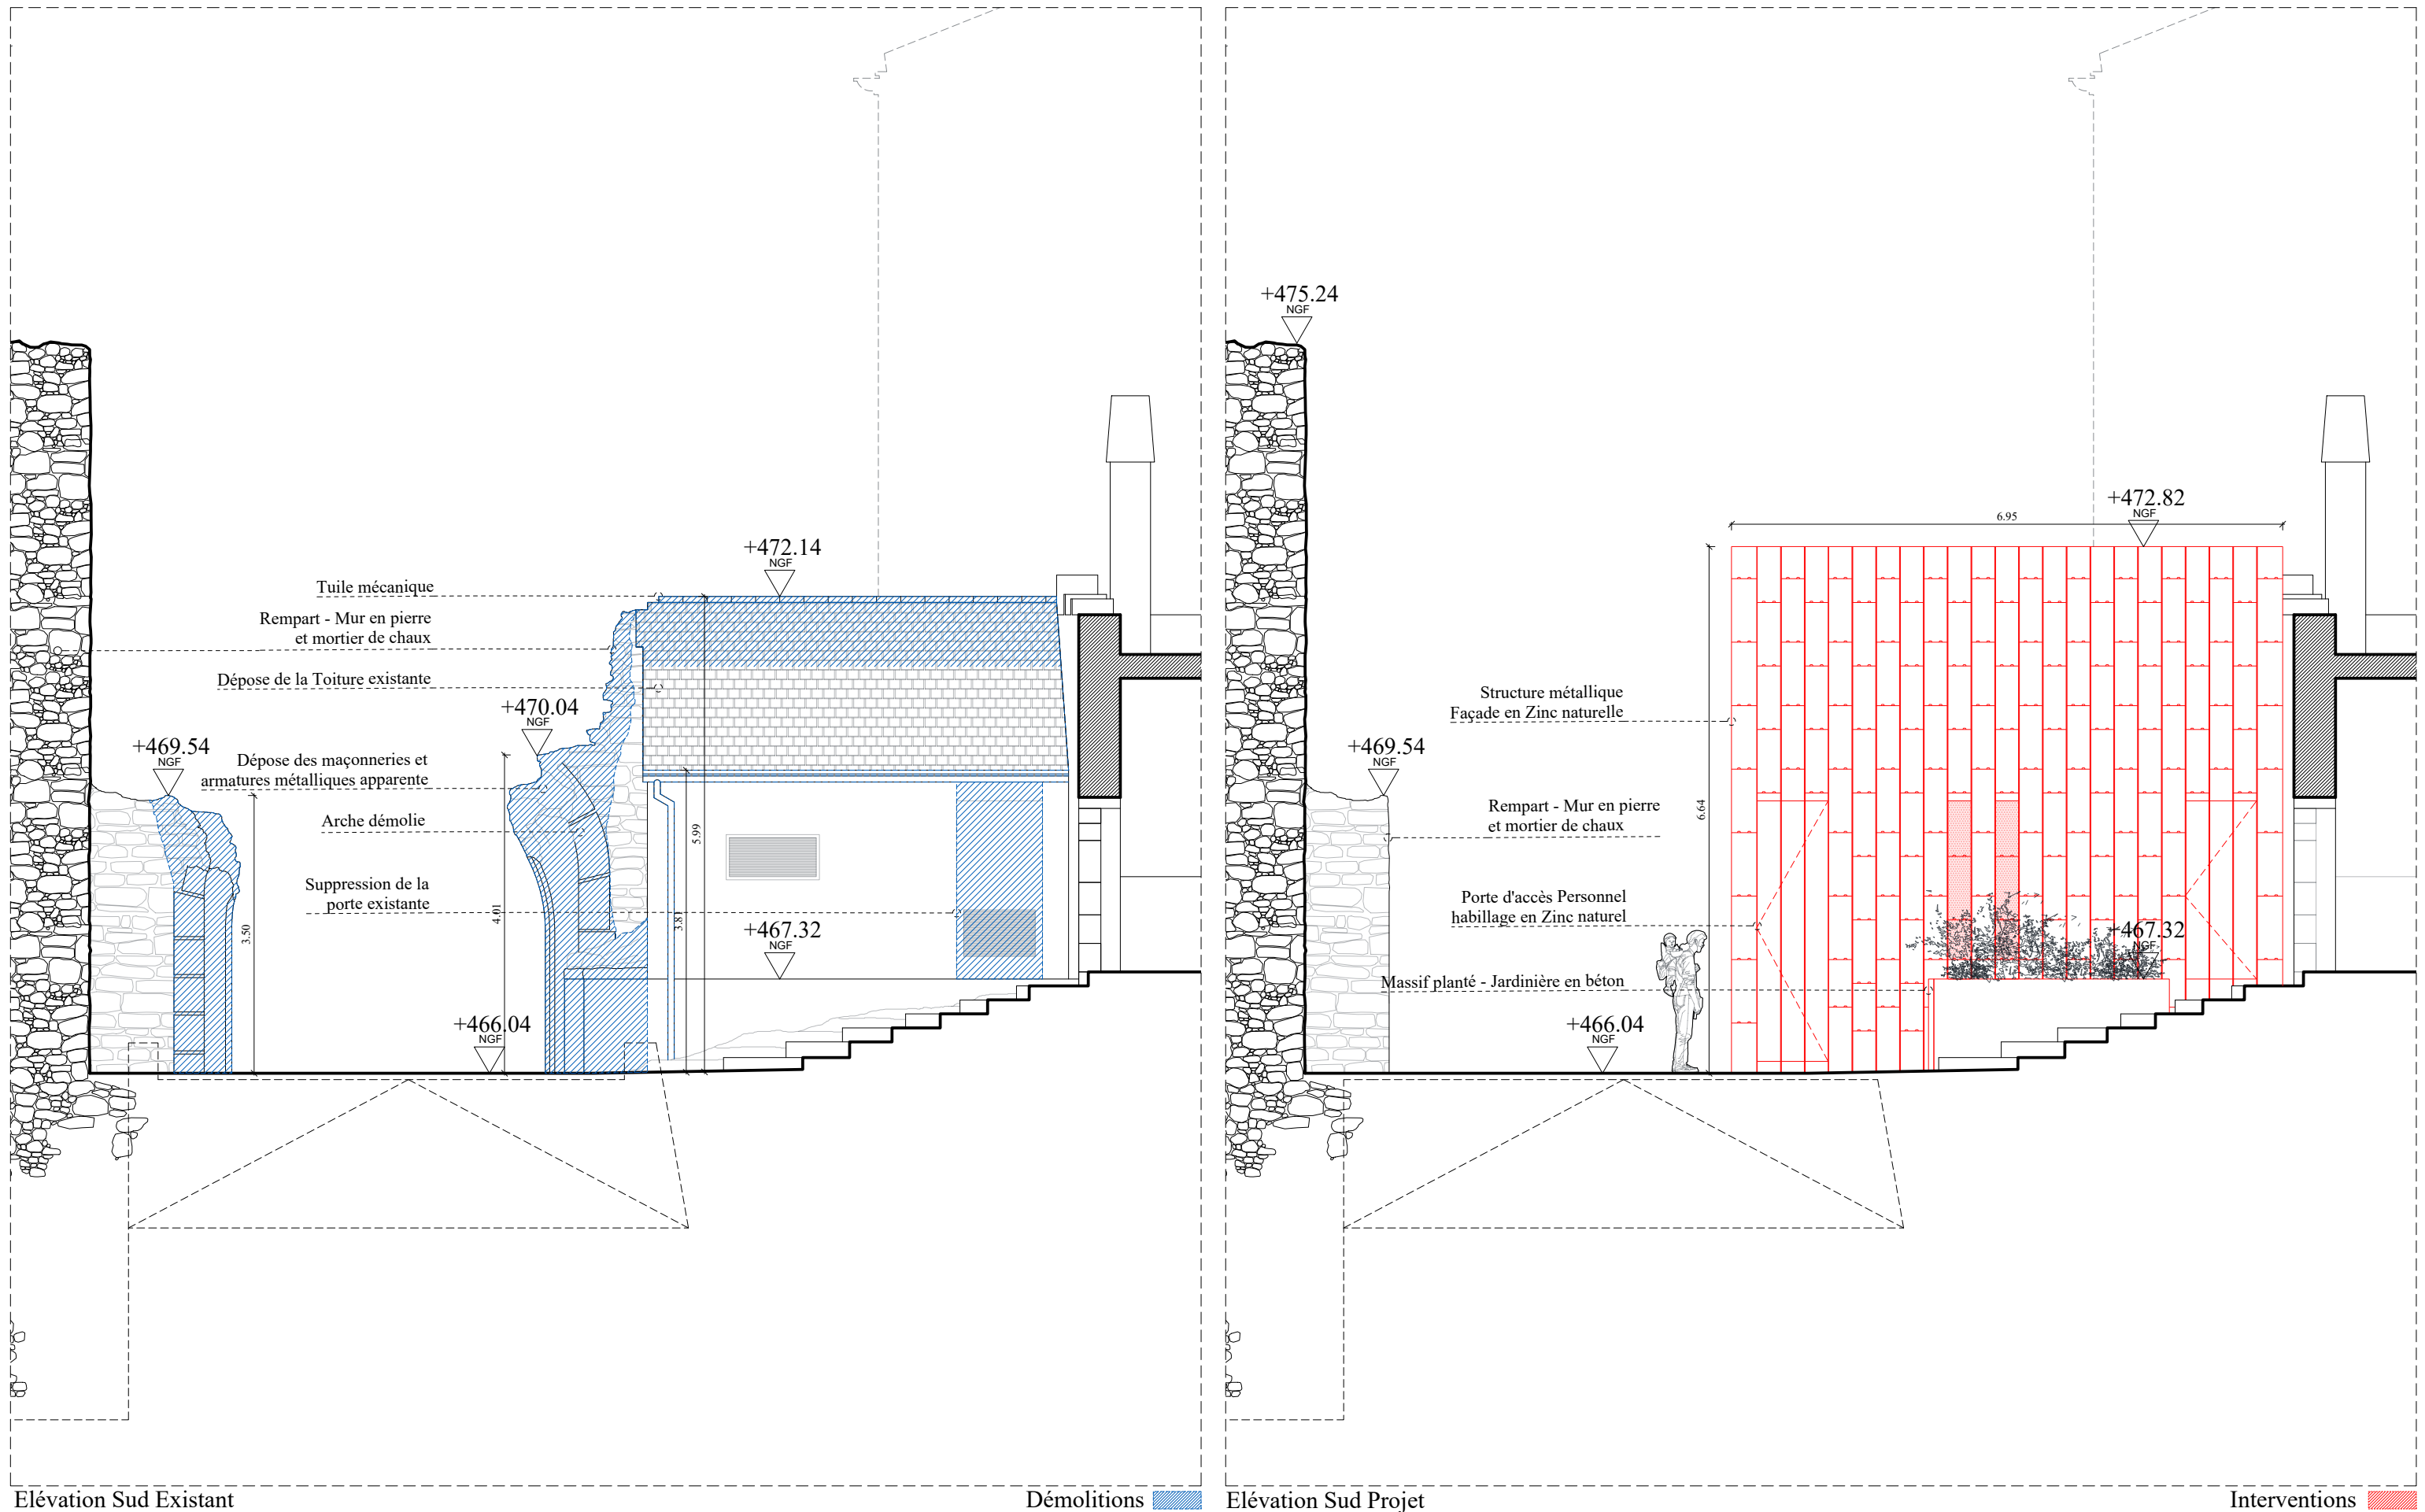 +472.14
NGF
Tuile mécanique
Rempart - Mur en pierre
et mortier de chaux
Dépose de la Toiture existante
+470.04
NGF
+469.54
NGF
Dépose des maçonneries et
armatures métalliques apparente
Arche démolie
Suppression de la
porte existante
3.50
4.01
3.81
5.99
+467.32
NGF
+466.04
NGF
Elévation Sud Existant
Démolitions
+475.24
NGF
+472.82
NGF
6.95
Structure métallique
Façade en Zinc naturelle
+469.54
NGF
6.64
Rempart - Mur en pierre
et mortier de chaux
Porte d'accès Personnel
habillage en Zinc naturel
+467.32
NGF
Massif planté - Jardinière en béton
+466.04
NGF
Elévation Sud Projet
Interventions